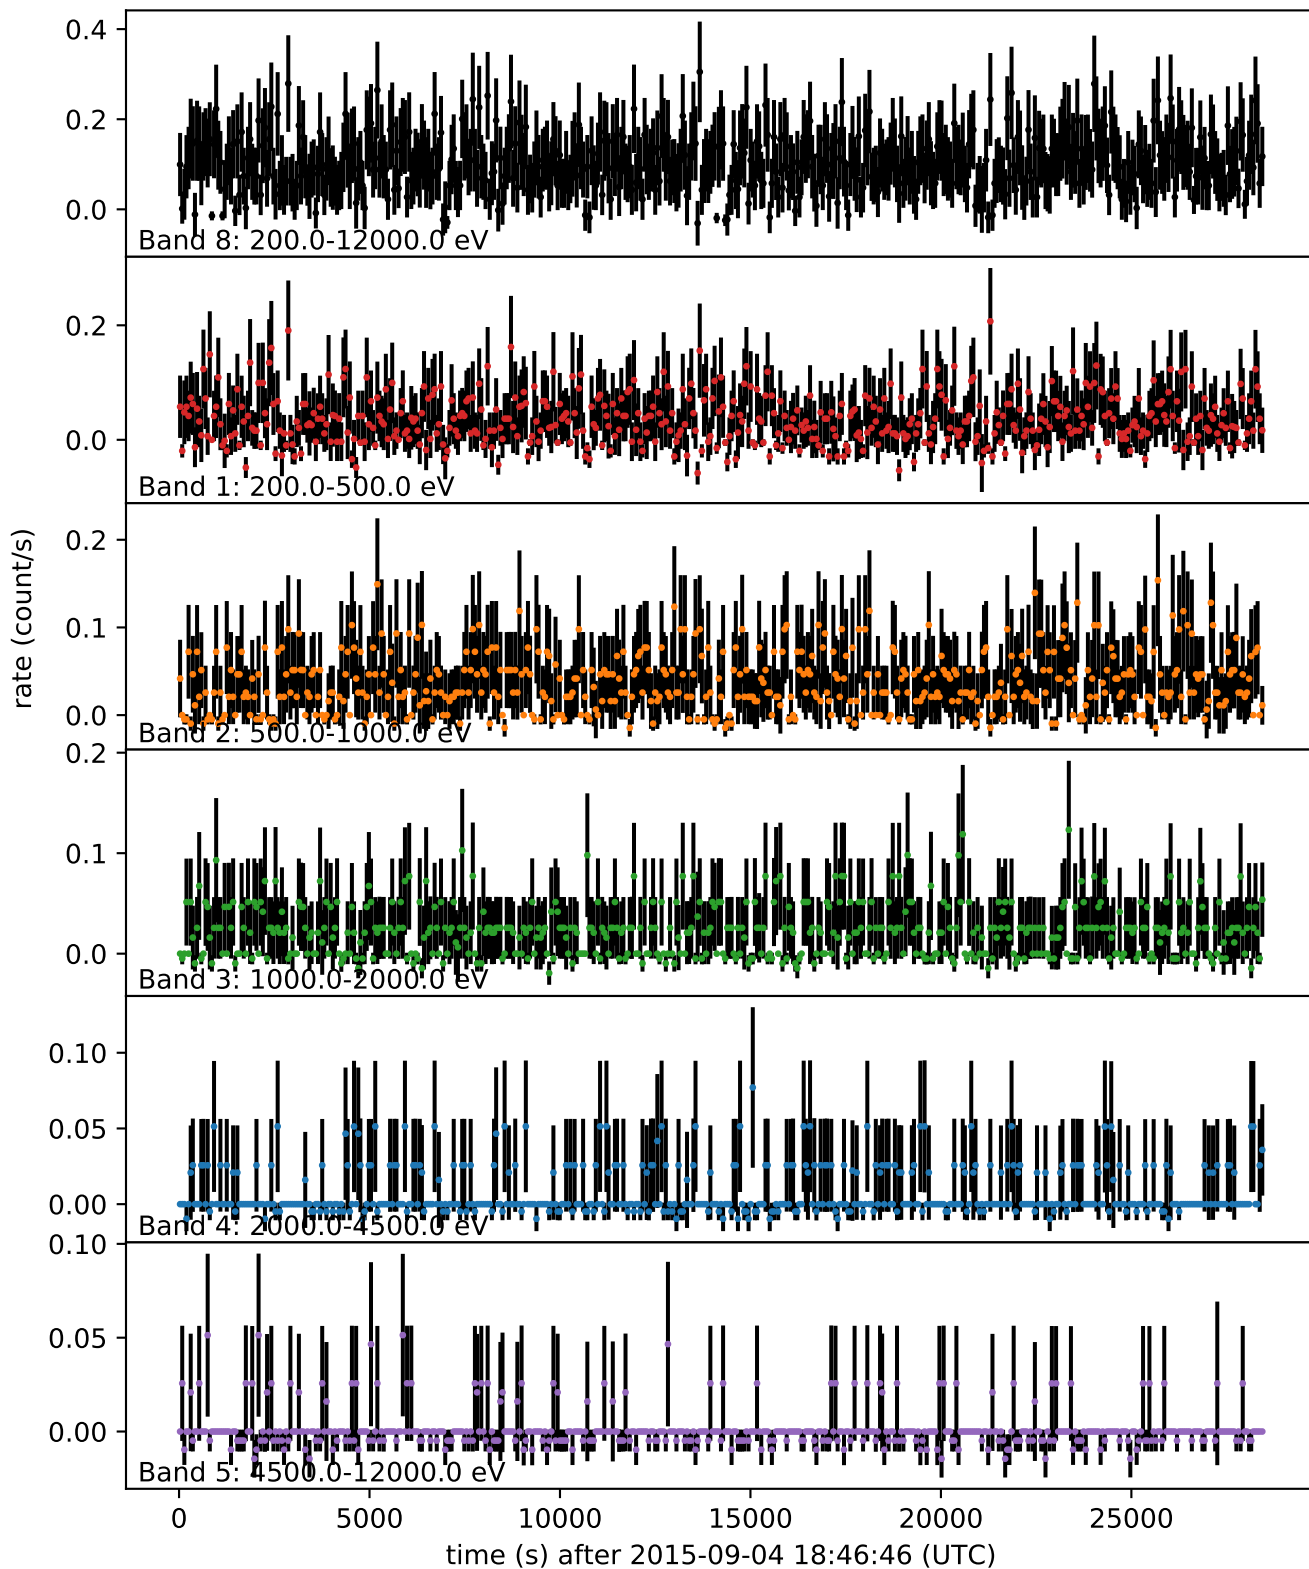 0.4
0.2
0.0
Band 8: 200.0-12000.0 eV
0.2
0.0
Band 1: 200.0-500.0 eV
rate (count/s)
0.2
0.1
0.0
Band 2: 500.0-1000.0 eV
0.2
0.1
0.0
Band 3: 1000.0-2000.0 eV
0.10
0.05
0.00
Band 4: 2000.0-4500.0 eV
0.10
0.05
0.00
Band 5: 4500.0-12000.0 eV
0 5000 10000 15000 20000 25000
time (s) after 2015-09-04 18:46:46 (UTC)